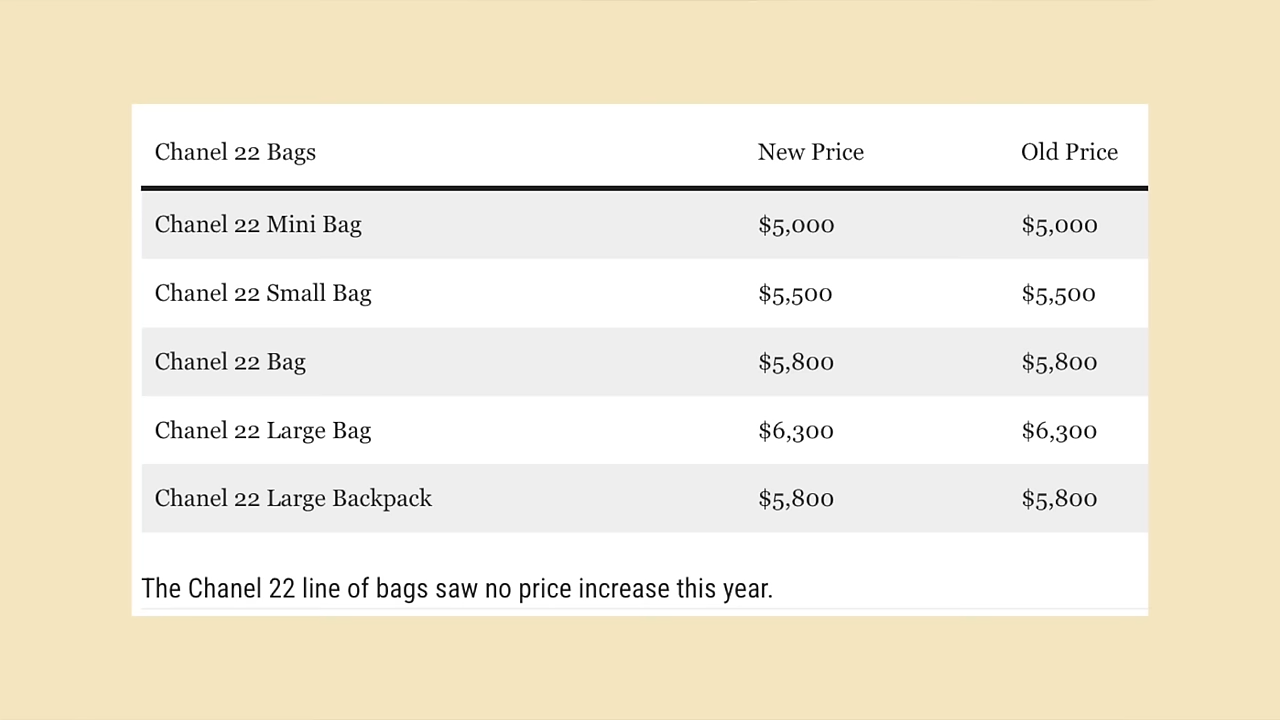 Chanel 22 Bags New Price Old Price
Chanel 22 Mini Bag $5,000 $5,000
Chanel 22 Small Bag $5,500 $5,500
Chanel 22 Bag $5,800 $5,800
Chanel 22 Large Bag $6,300 $6,300
Chanel 22 Large Backpack $5,800 $5,800
The Chanel 22 line of bags saw no price increase this year.